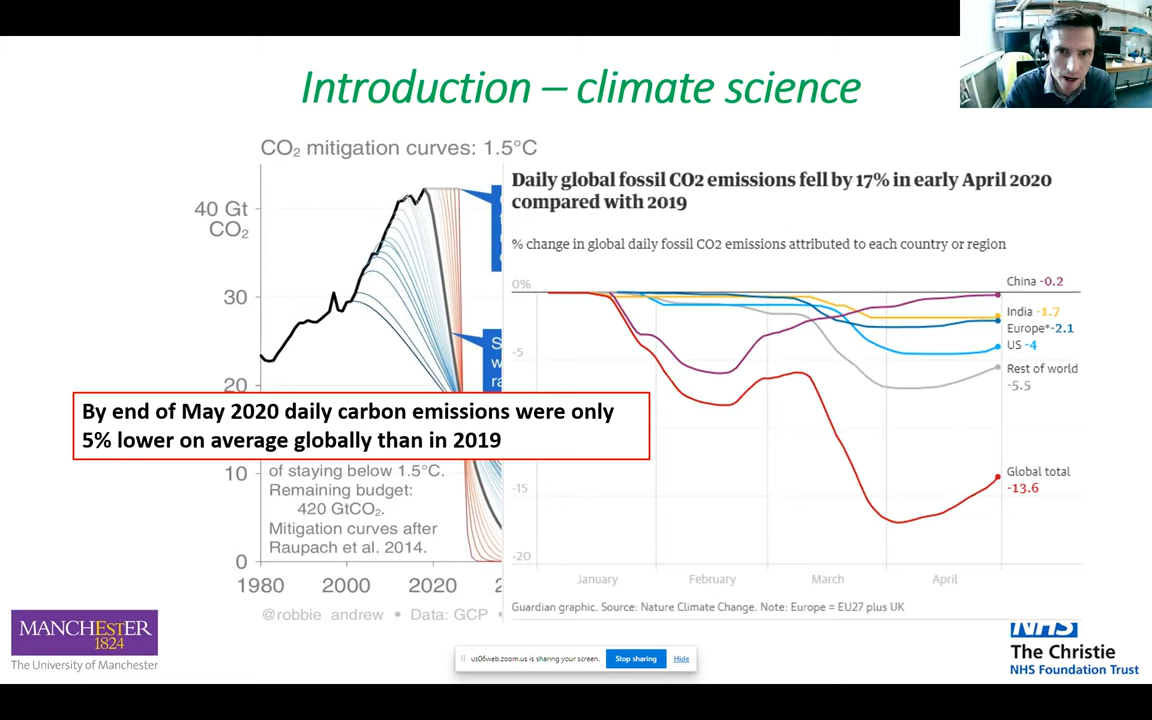 Introduction – climate science
CO₂ mitigation curves: 1.5°C
40 Gt
CO₂
30
20
10
0
1980
2000
2020
of staying below 1.5°C.
Remaining budget:
420 GtCO₂.
Mitigation curves after
Raupach et al. 2014.
@robbie_andrew • Data: GCP •
By end of May 2020 daily carbon emissions were only
5% lower on average globally than in 2019
Daily global fossil CO2 emissions fell by 17% in early April 2020
compared with 2019
% change in global daily fossil CO2 emissions attributed to each country or region
0%
-5
-15
-20
China -0.2
India -1.7
Europe*-2.1
US -4
Rest of world
-5.5
Global total
-13.6
January
February
March
April
Guardian graphic. Source: Nature Climate Change. Note: Europe = EU27 plus UK
MANCHESTER
1824
The University of Manchester
us06web.zoom.us is sharing your screen.
Stop sharing
Hide
NHS
The Christie
NHS Foundation Trust